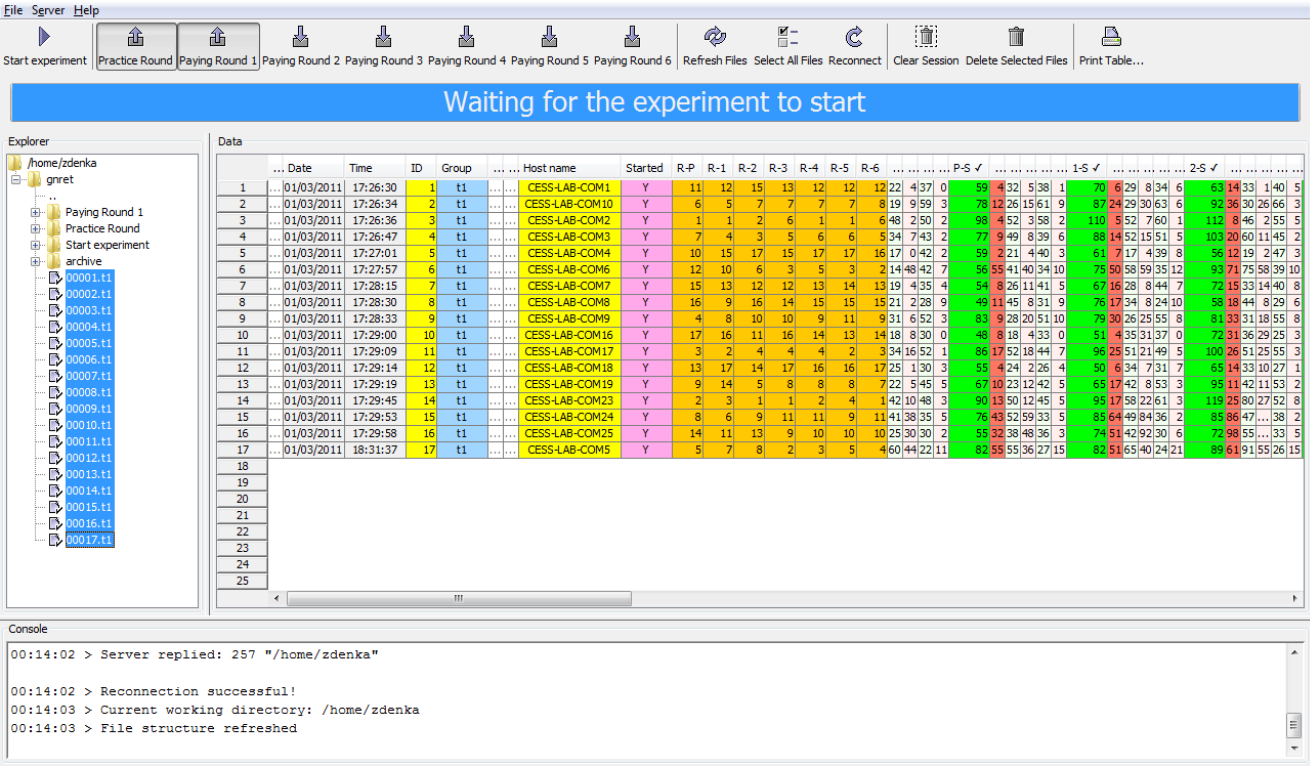 File Server Help
Start experiment Practice Round Paying Round 1 Paying Round 2 Paying Round 3 Paying Round 4 Paying Round 5 Paying Round 6 Refresh Files Select All Files Reconnect Clear Session Delete Selected Files Print Table...
Waiting for the experiment to start
Explorer
/home/zdenka
gnret
..
Paying Round 1
Practice Round
Start experiment
archive
00001.t1
00002.t1
00003.t1
00004.t1
00005.t1
00006.t1
00007.t1
00008.t1
00009.t1
00010.t1
00011.t1
00012.t1
00013.t1
00014.t1
00015.t1
00016.t1
00017.t1
Data
... Date Time ID Group ... ... Host name Started R-P R-1 R-2 R-3 R-4 R-5 R-6 ... ... ... ... P-S ✓ ... ... ... ... ... 1-S ✓ ... ... ... ... ... 2-S ✓ ... ... ... ... ...
1 ... 01/03/2011 17:26:30 1 t1 ... ... CESS-LAB-COM1 Y 11 12 15 13 12 12 12 22 4 37 0 59 4 32 5 38 1 70 6 29 8 34 6 63 14 33 1 40 5
2 ... 01/03/2011 17:26:34 2 t1 ... ... CESS-LAB-COM10 Y 6 5 7 7 7 7 8 19 9 59 3 78 12 26 15 61 9 87 24 29 30 63 6 92 36 30 26 66 3
3 ... 01/03/2011 17:26:36 3 t1 ... ... CESS-LAB-COM2 Y 1 1 2 6 1 1 6 48 2 50 2 98 4 52 3 58 2 110 5 52 7 60 1 112 8 46 2 55 5
4 ... 01/03/2011 17:26:47 4 t1 ... ... CESS-LAB-COM3 Y 7 4 3 5 6 6 5 34 7 43 2 77 9 49 8 39 6 88 14 52 15 51 5 103 20 60 11 45 2
5 ... 01/03/2011 17:27:01 5 t1 ... ... CESS-LAB-COM4 Y 10 15 17 15 17 17 16 17 0 42 2 59 2 21 4 40 3 61 7 17 4 39 8 56 12 19 2 47 3
6 ... 01/03/2011 17:27:57 6 t1 ... ... CESS-LAB-COM6 Y 12 10 6 3 5 3 2 14 48 42 7 56 55 41 40 34 10 75 50 58 59 35 12 93 71 75 58 39 10
7 ... 01/03/2011 17:28:15 7 t1 ... ... CESS-LAB-COM7 Y 15 13 12 12 13 14 13 19 4 35 4 54 8 26 11 41 5 67 16 28 8 44 7 72 15 33 14 40 8
8 ... 01/03/2011 17:28:30 8 t1 ... ... CESS-LAB-COM8 Y 16 9 16 14 15 15 15 21 2 28 9 49 11 45 8 31 9 76 17 34 8 24 10 58 18 44 8 29 6
9 ... 01/03/2011 17:28:33 9 t1 ... ... CESS-LAB-COM9 Y 4 8 10 10 9 11 9 31 6 52 3 83 9 28 20 51 10 79 30 26 25 55 8 81 33 31 18 55 8
10 ... 01/03/2011 17:29:00 10 t1 ... ... CESS-LAB-COM16 Y 17 16 11 16 14 13 14 18 8 30 0 48 8 18 4 33 0 51 4 35 31 37 0 72 31 36 29 25 3
11 ... 01/03/2011 17:29:09 11 t1 ... ... CESS-LAB-COM17 Y 3 2 4 4 4 2 3 34 16 52 1 86 17 52 18 44 7 96 25 51 21 49 5 100 26 51 25 55 3
12 ... 01/03/2011 17:29:14 12 t1 ... ... CESS-LAB-COM18 Y 13 17 14 17 16 16 17 25 1 30 3 55 4 24 2 26 4 50 6 34 7 31 7 65 14 33 10 27 1
13 ... 01/03/2011 17:29:19 13 t1 ... ... CESS-LAB-COM19 Y 9 14 5 8 8 8 7 22 5 45 5 67 10 23 12 42 5 65 17 42 8 53 3 95 11 42 11 53 2
14 ... 01/03/2011 17:29:45 14 t1 ... ... CESS-LAB-COM23 Y 2 3 1 1 2 4 1 42 10 48 3 90 13 50 12 45 5 95 17 58 22 61 3 119 25 80 27 52 8
15 ... 01/03/2011 17:29:53 15 t1 ... ... CESS-LAB-COM24 Y 8 6 9 11 11 9 11 41 38 35 5 76 43 52 59 33 5 85 64 49 84 36 2 85 86 47 ... 38 2
16 ... 01/03/2011 17:29:58 16 t1 ... ... CESS-LAB-COM25 Y 14 11 13 9 10 10 10 25 30 30 2 55 32 38 48 36 3 74 51 42 92 30 6 72 98 55 ... 33 5
17 ... 01/03/2011 18:31:37 17 t1 ... ... CESS-LAB-COM5 Y 5 7 8 2 3 5 4 60 44 22 11 82 55 55 36 27 15 82 51 65 40 24 21 89 61 91 55 26 15
18
19
20
21
22
23
24
25
Console
00:14:02 > Server replied: 257 "/home/zdenka"
00:14:02 > Reconnection successful!
00:14:03 > Current working directory: /home/zdenka
00:14:03 > File structure refreshed